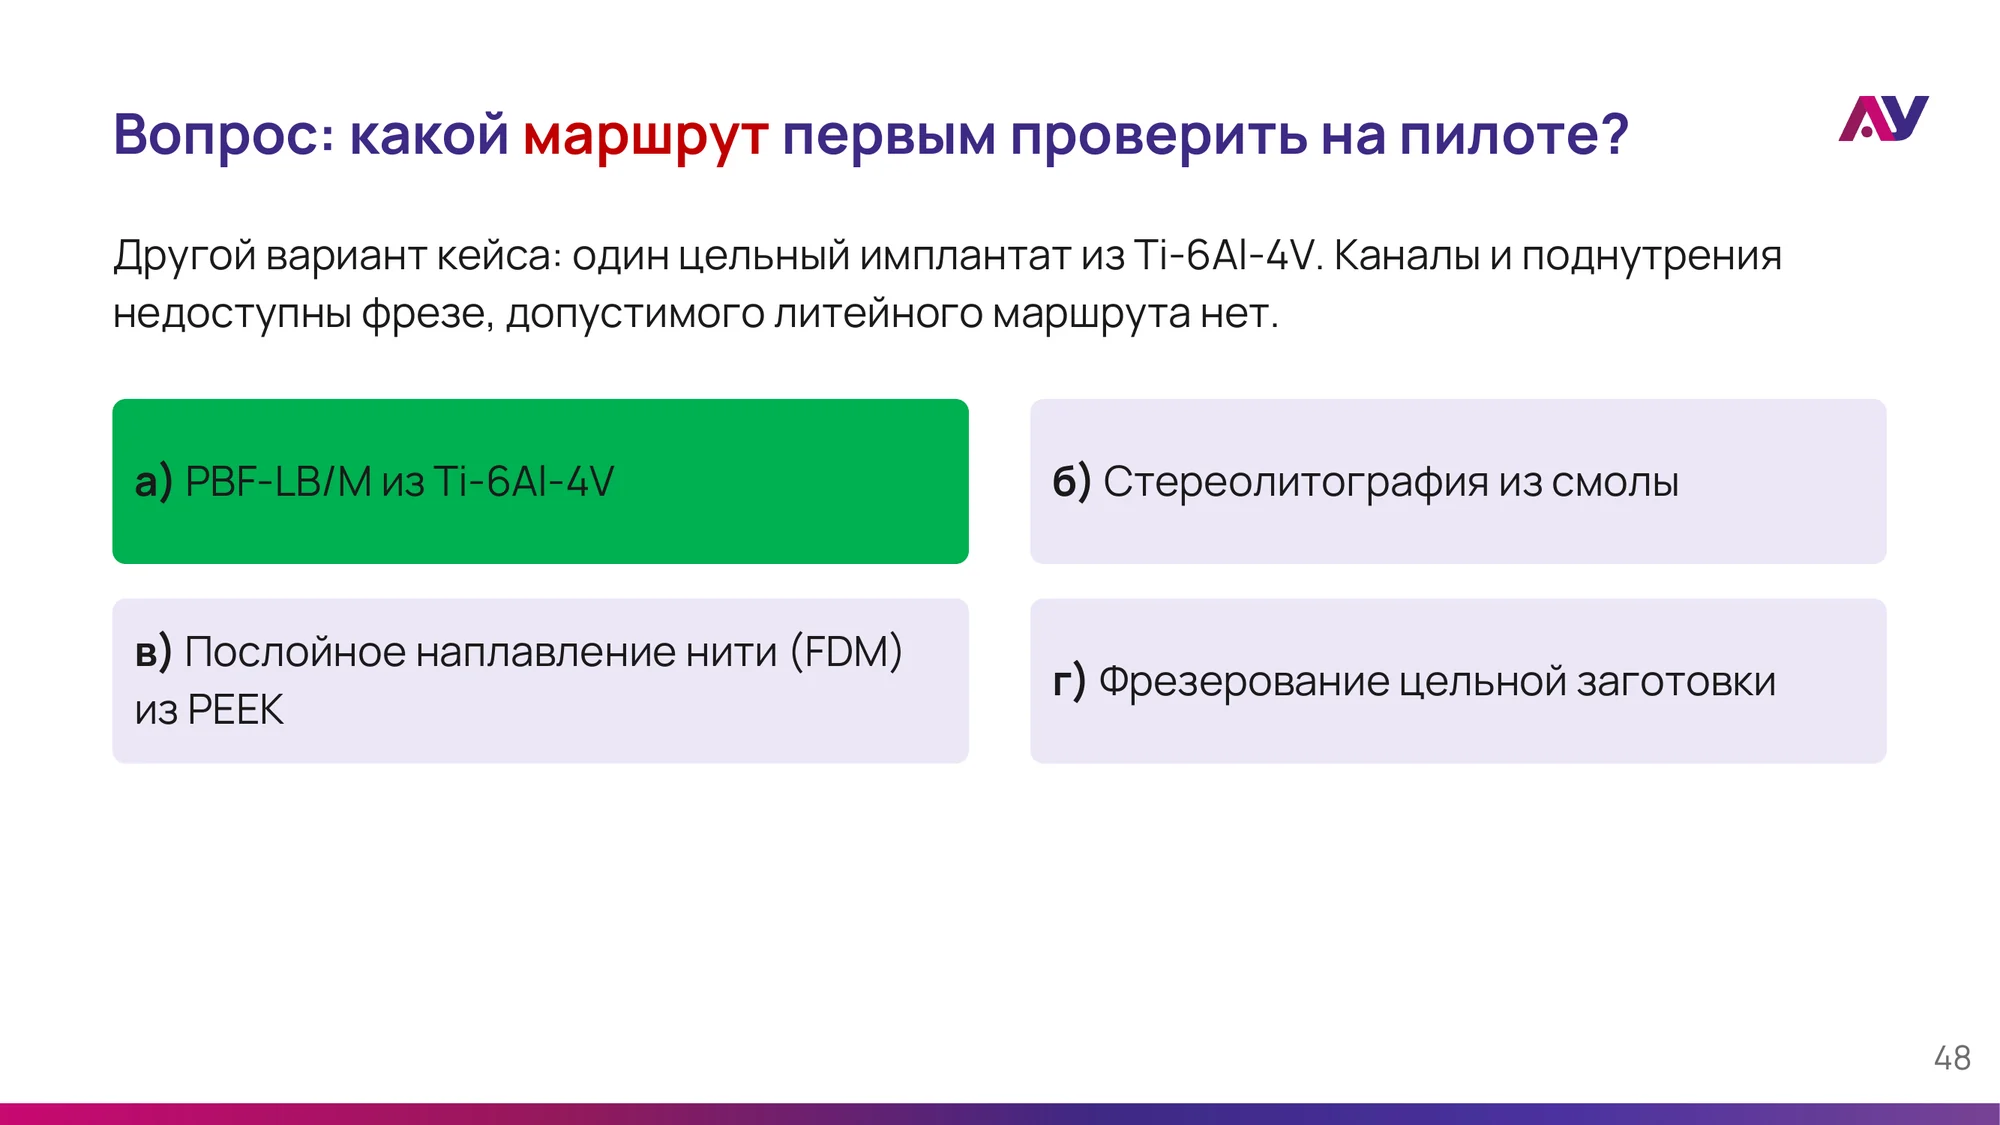 Вопрос: какой маршрут первым проверить на пилоте?
АУ
Другой вариант кейса: один цельный имплантат из Ti-6Al-4V. Каналы и поднутрения
недоступны фрезе, допустимого литейного маршрута нет.
а) PBF-LB/M из Ti-6Al-4V
б) Стереолитография из смолы
в) Послойное наплавление нити (FDM)
из PEEK
г) Фрезерование цельной заготовки
48